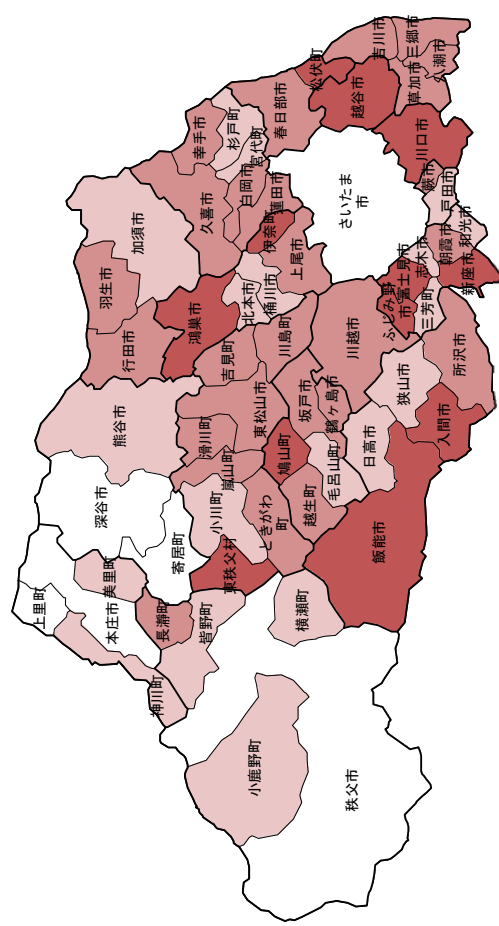 上里町
本庄市
美里町
神川町
長瀞町
皆野町
小鹿野町
秩父市
横瀬町
深谷市
寄居町
東秩父村
熊谷市
小川町
嵐山町
滑川町
ときがわ
町
東松山市
鳩山町
越生町
毛呂山町
飯能市
日高市
坂戸市
鶴ヶ島市
吉見町
川島町
川越市
狭山市
入間市
所沢市
行田市
羽生市
加須市
鴻巣市
北本市
桶川市
上尾市
伊奈町
久喜市
幸手市
杉戸町
宮代町
白岡市
蓮田市
春日部市
さいたま
市
ふじみ野
市
富士見市
三芳町
志木市
朝霞市
新座市
和光市
戸田市
蕨市
川口市
越谷市
松伏町
草加市
八潮市
三郷市
吉川市